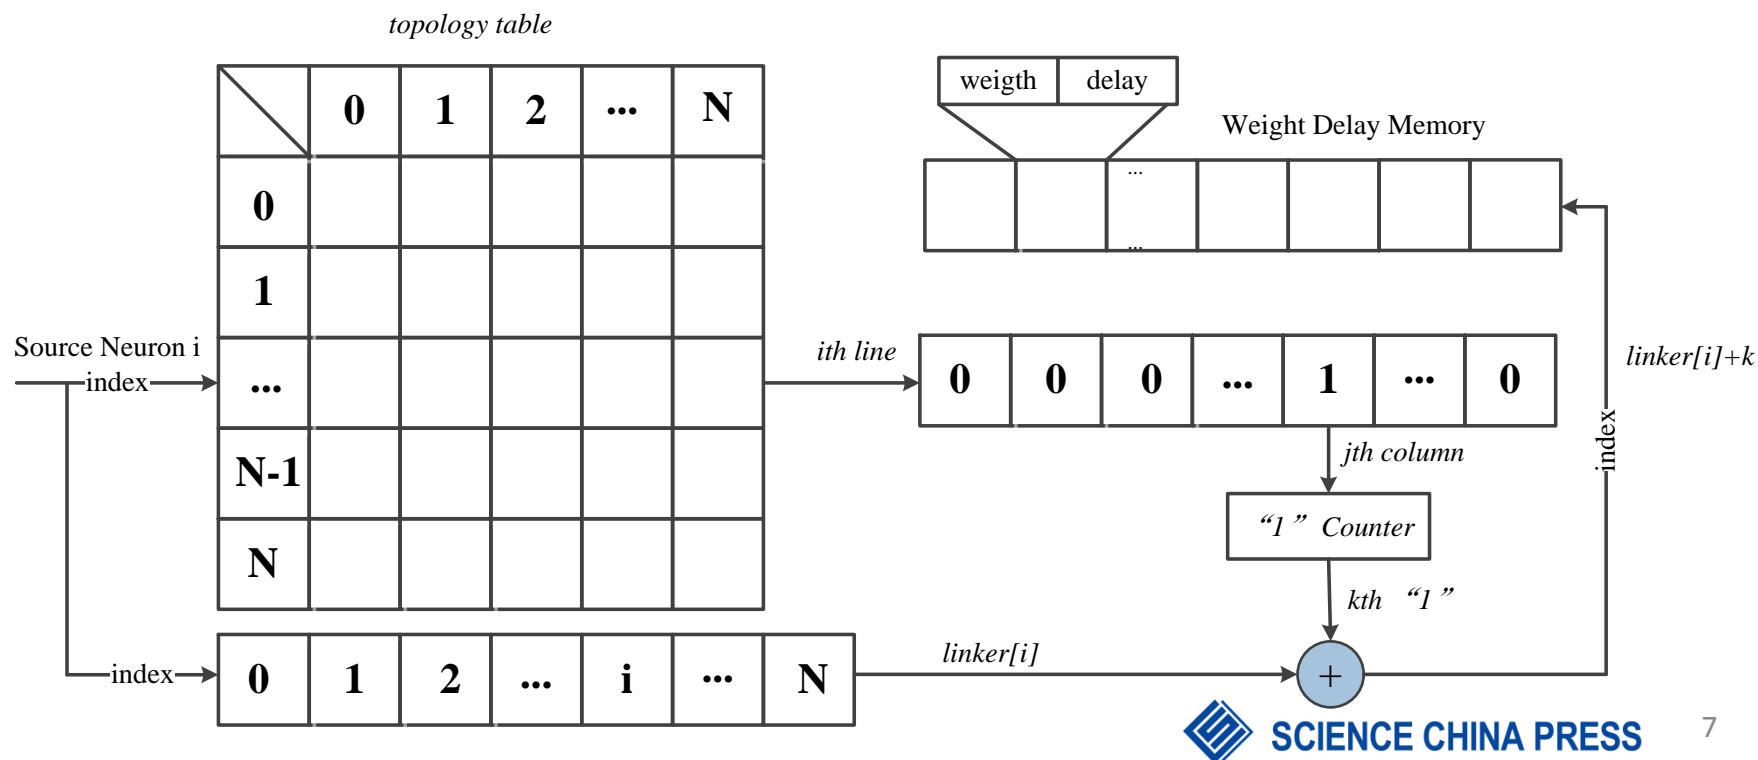 topology table
0 1 2 ... N
0
1
...
N-1
N
Source Neuron i
index
index
0 1 2 ... i ... N
weigth delay
Weight Delay Memory
...
...
ith line
0 0 0 ... 1 ... 0
jth column
“1” Counter
kth “1”
linker[i]
+
index
linker[i]+k
SCIENCE CHINA PRESS
7